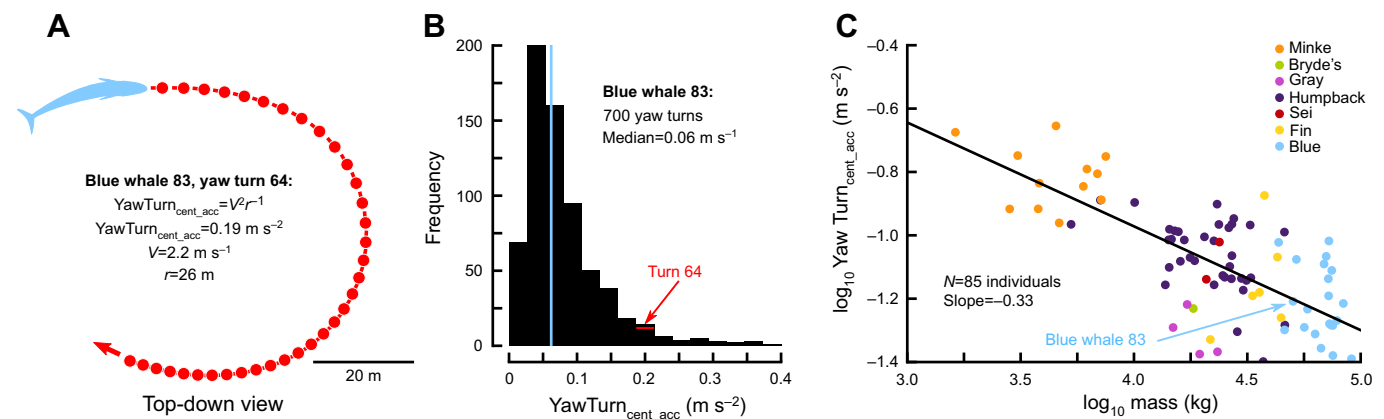 A
Blue whale 83, yaw turn 64:
YawTurn_cent_acc=V²r⁻¹
YawTurn_cent_acc=0.19 m s⁻²
V=2.2 m s⁻¹
r=26 m
20 m
Top-down view
B
200
150
100
50
0
Frequency
Blue whale 83:
700 yaw turns
Median=0.06 m s⁻¹
Turn 64
0
0.1
0.2
0.3
0.4
YawTurn_cent_acc (m s⁻²)
C
−0.4
−0.6
−0.8
−1.0
−1.2
−1.4
log₁₀ Yaw Turn_cent_acc (m s⁻²)
Minke
Bryde's
Gray
Humpback
Sei
Fin
Blue
N=85 individuals
Slope=−0.33
Blue whale 83
3.0
3.5
4.0
4.5
5.0
log₁₀ mass (kg)